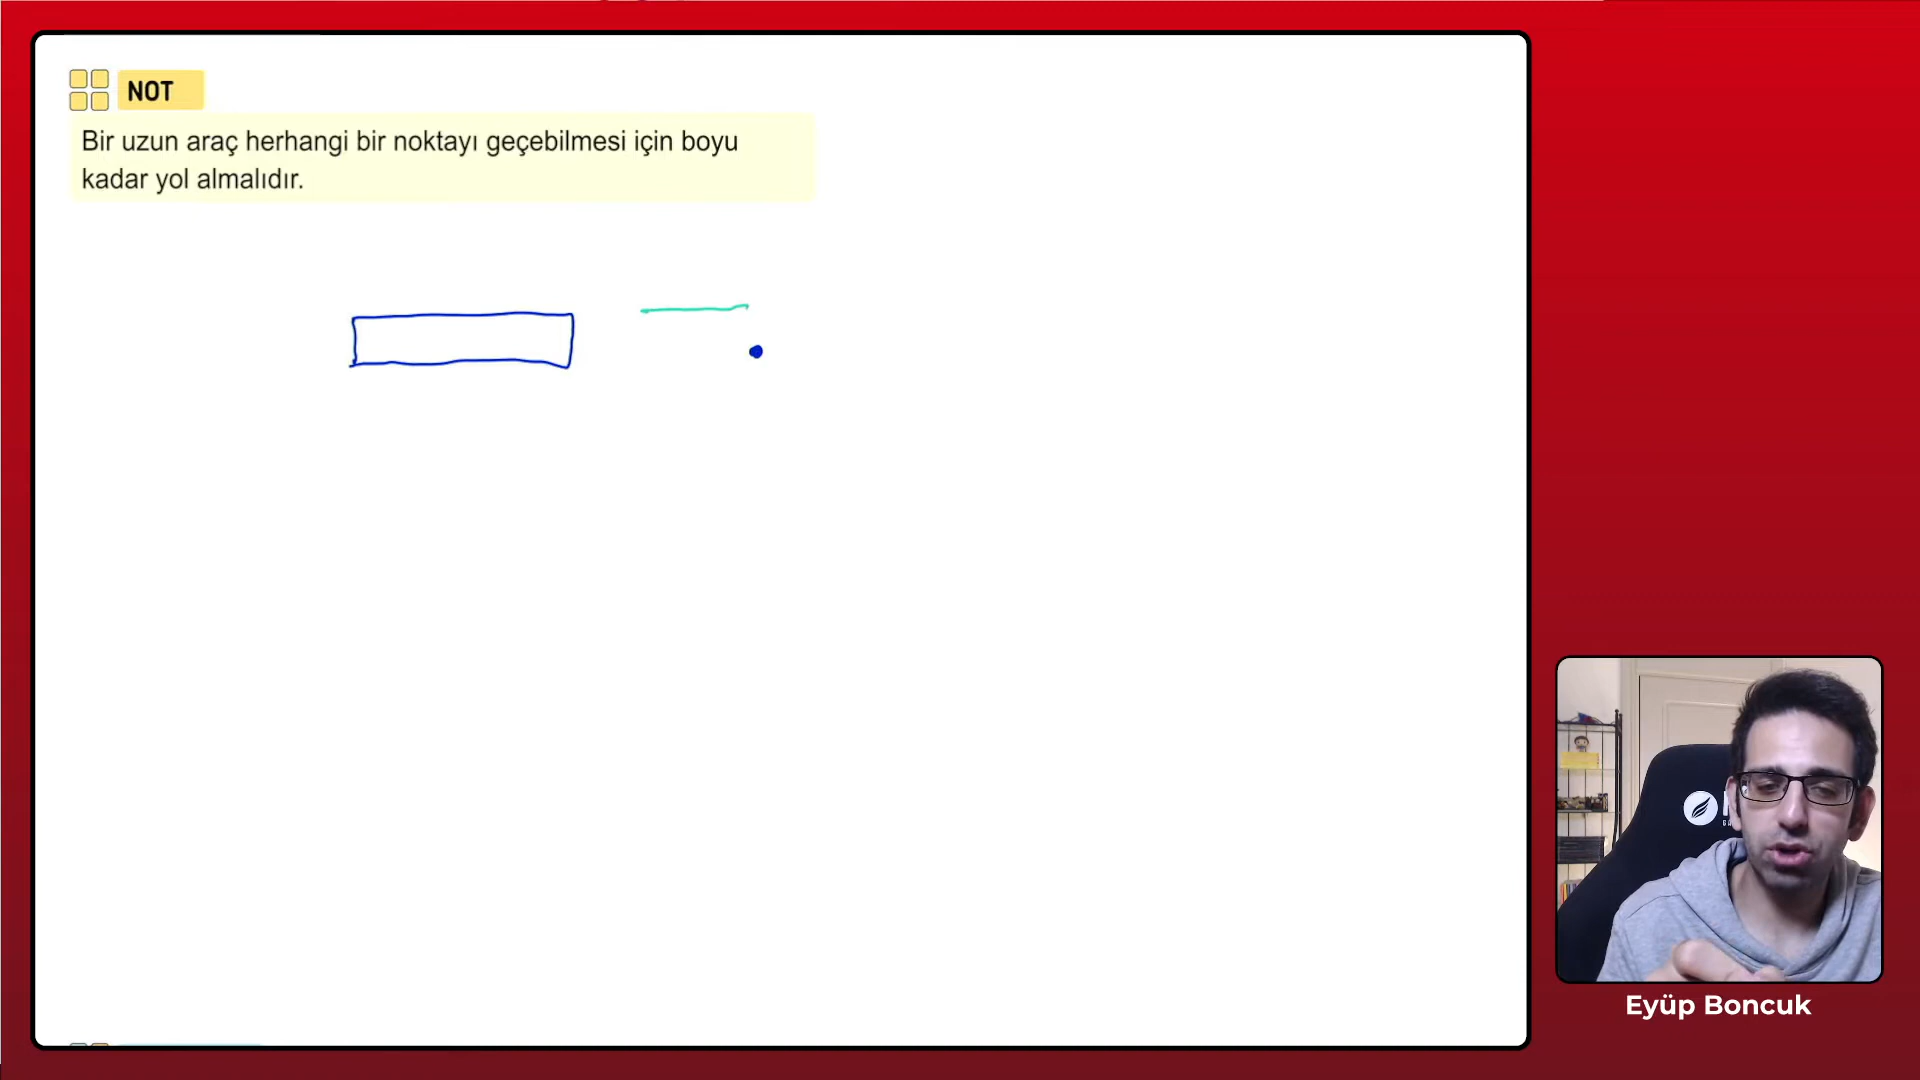 NOT
Bir uzun araç herhangi bir noktayı geçebilmesi için boyu
kadar yol almalıdır.
Eyüp Boncuk